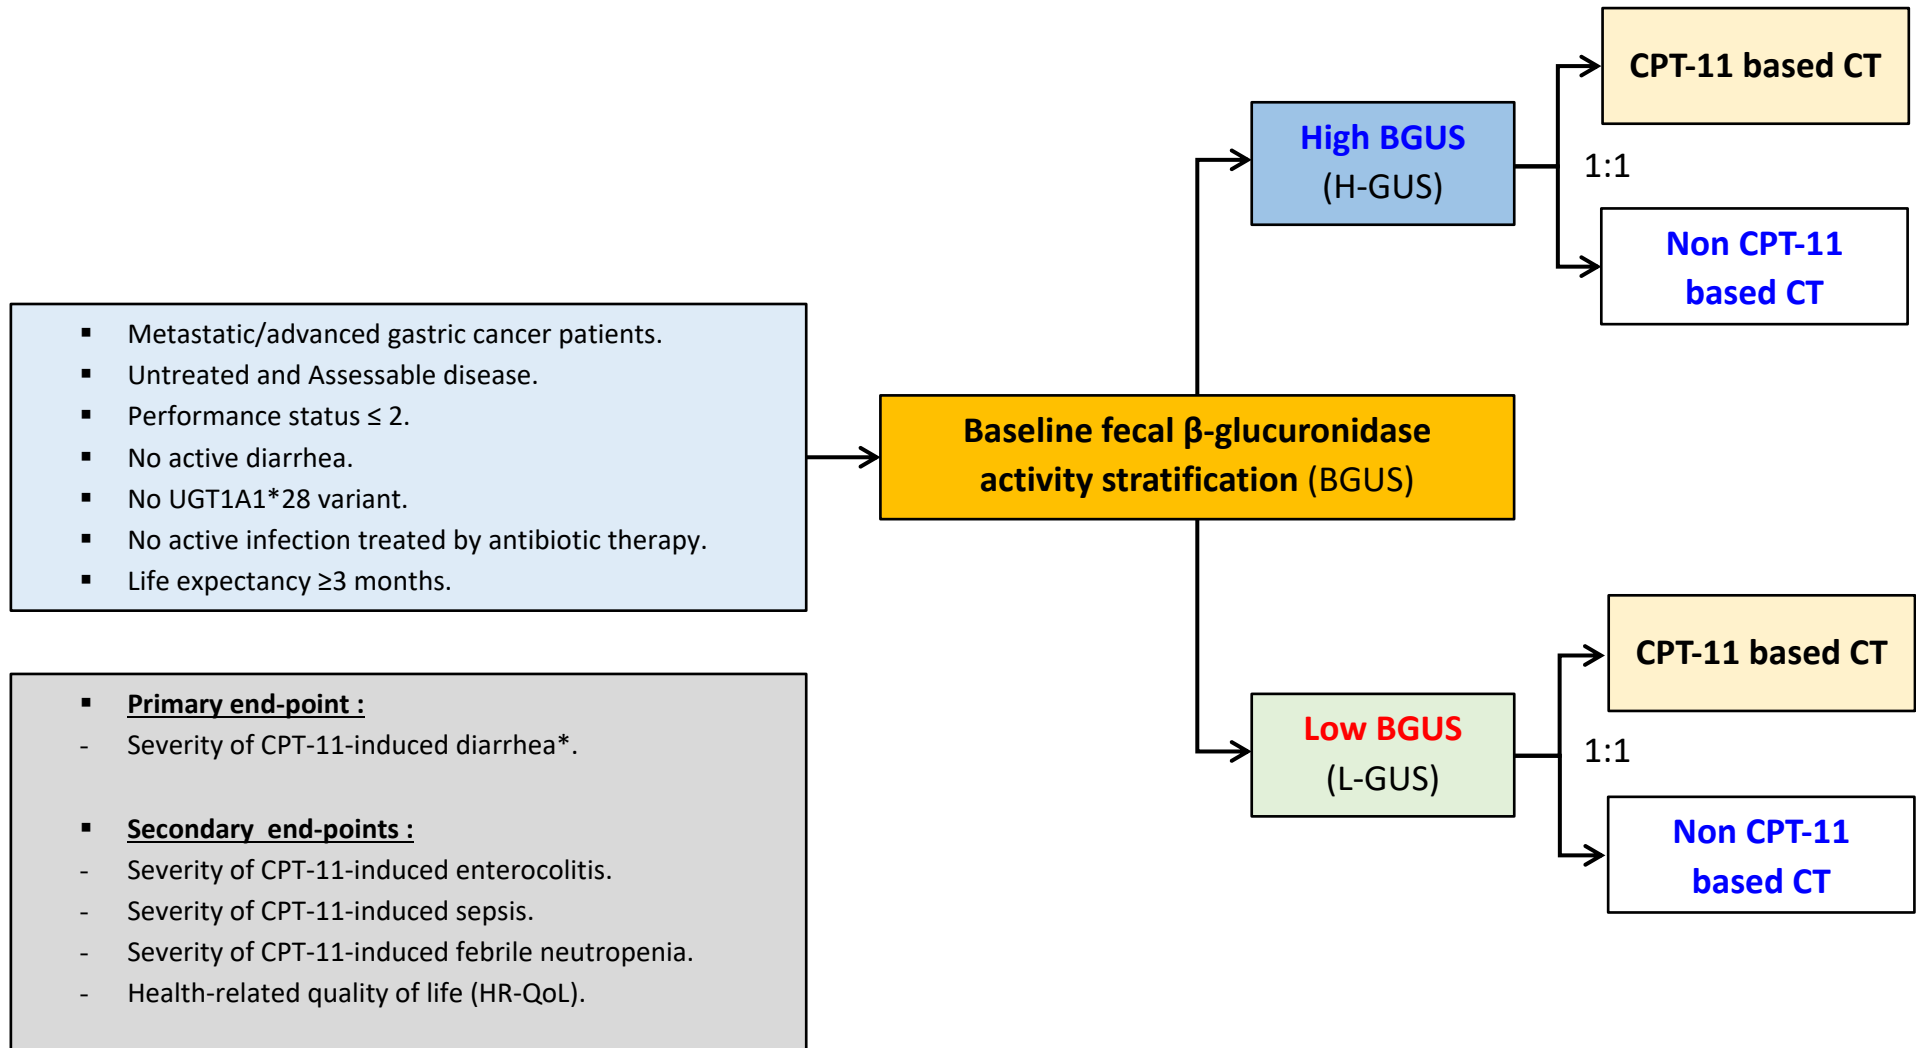 ▪ Metastatic/advanced gastric cancer patients.
▪ Untreated and Assessable disease.
▪ Performance status ≤ 2.
▪ No active diarrhea.
▪ No UGT1A1*28 variant.
▪ No active infection treated by antibiotic therapy.
▪ Life expectancy ≥3 months.
▪ Primary end-point :
- Severity of CPT-11-induced diarrhea*.
▪ Secondary end-points :
- Severity of CPT-11-induced enterocolitis.
- Severity of CPT-11-induced sepsis.
- Severity of CPT-11-induced febrile neutropenia.
- Health-related quality of life (HR-QoL).
Baseline fecal β-glucuronidase
activity stratification (BGUS)
High BGUS
(H-GUS)
1:1
CPT-11 based CT
Non CPT-11
based CT
Low BGUS
(L-GUS)
1:1
CPT-11 based CT
Non CPT-11
based CT